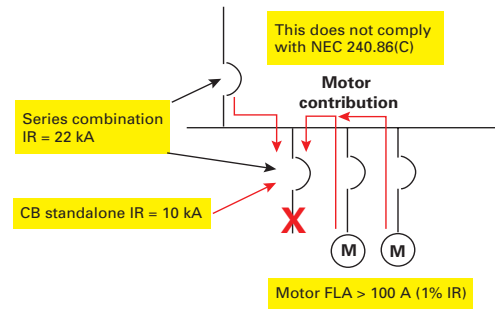 This does not comply
with NEC 240.86(C)
Motor
contribution
Series combination
IR = 22 kA
CB standalone IR = 10 kA
X
M
M
Motor FLA > 100 A (1% IR)